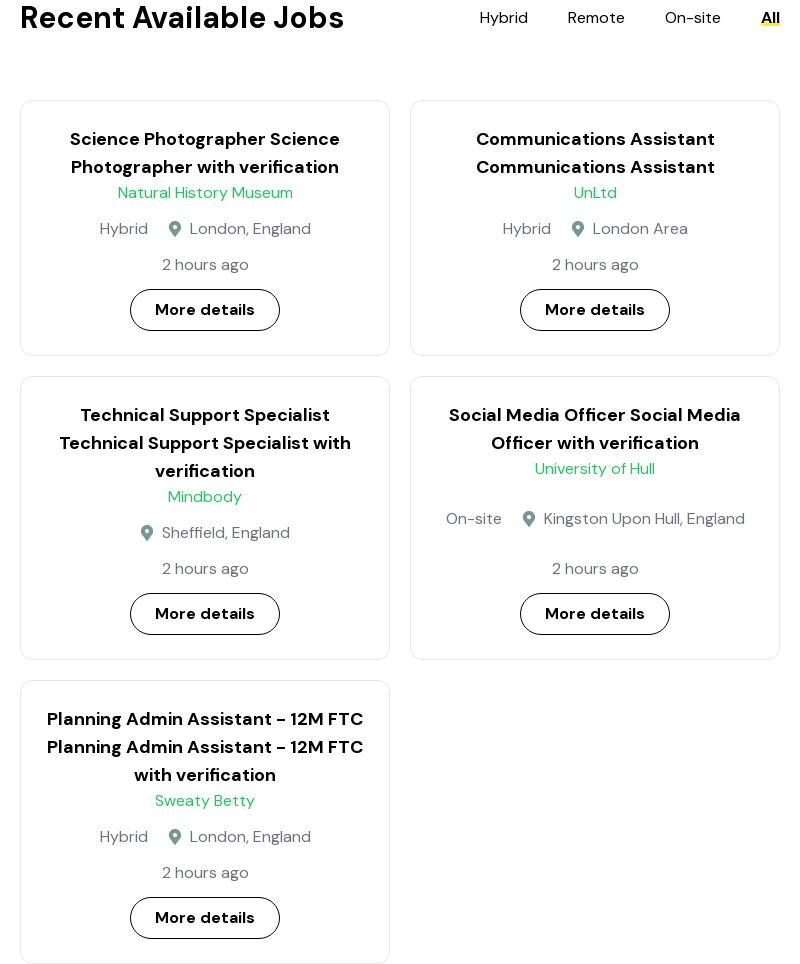 Recent Available Jobs
Hybrid Remote On-site All
Science Photographer Science
Photographer with verification
Natural History Museum
Hybrid London, England
2 hours ago
More details
Communications Assistant
Communications Assistant
UnLtd
Hybrid London Area
2 hours ago
More details
Technical Support Specialist
Technical Support Specialist with
verification
Mindbody
Sheffield, England
2 hours ago
More details
Social Media Officer Social Media
Officer with verification
University of Hull
On-site Kingston Upon Hull, England
2 hours ago
More details
Planning Admin Assistant - 12M FTC
Planning Admin Assistant - 12M FTC
with verification
Sweaty Betty
Hybrid London, England
2 hours ago
More details